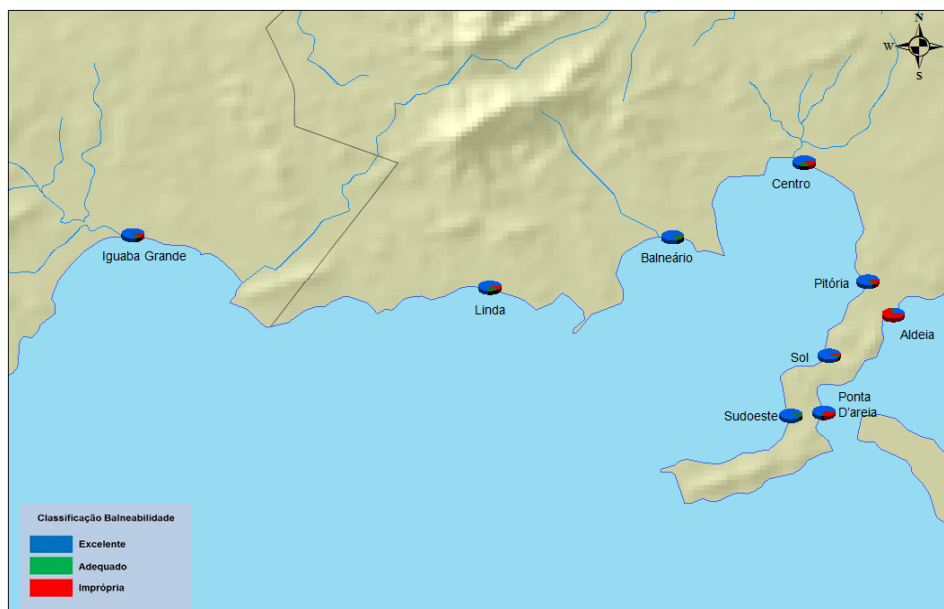 N
W
S
Centro
Iguaba Grande
Balneário
Pitória
Linda
Aldeia
Sol
Ponta
D'areia
Sudoeste
Classificação Balneabilidade
Excelente
Adequado
Imprópria